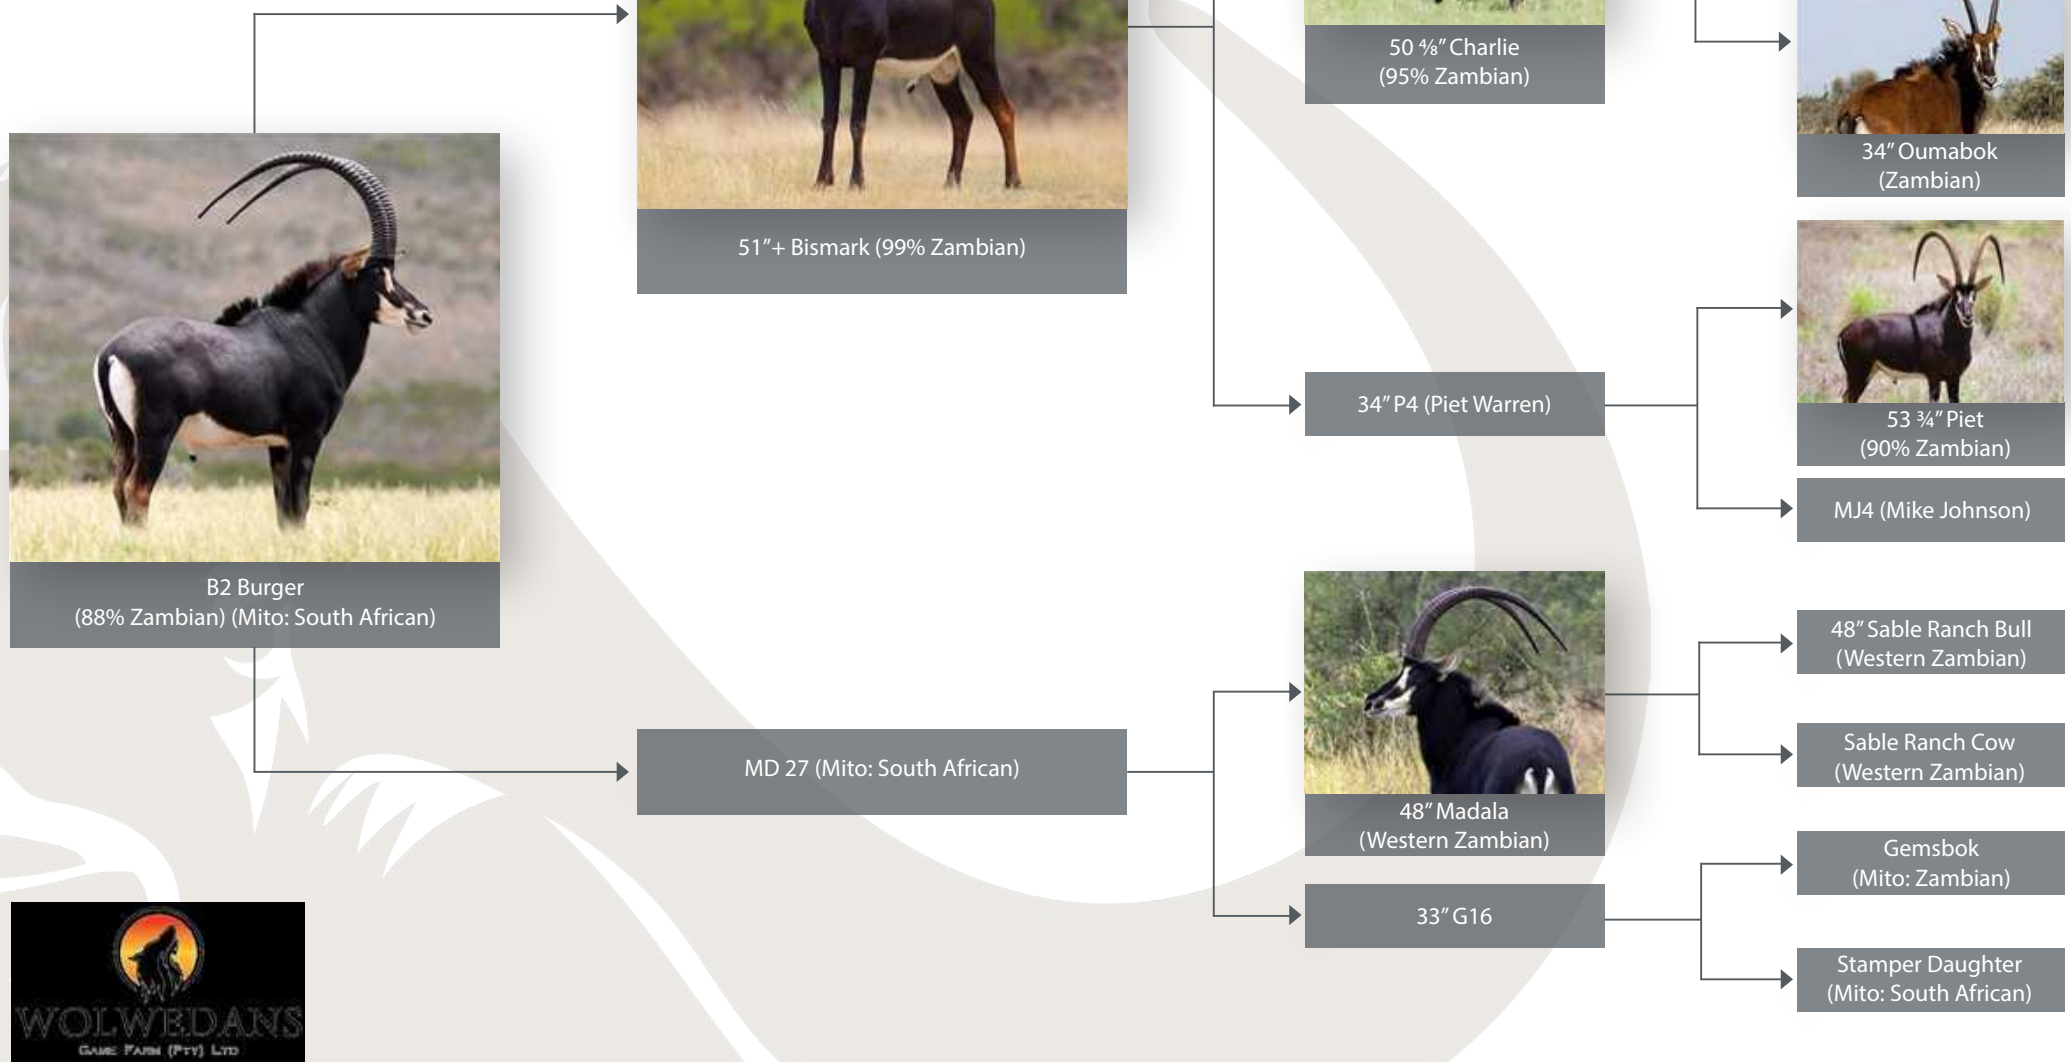 50 ⅘″ Charlie
(95% Zambian)
34″ Oumabok
(Zambian)
51″+ Bismark (99% Zambian)
53 ¾″ Piet
(90% Zambian)
34″ P4 (Piet Warren)
MJ4 (Mike Johnson)
B2 Burger
(88% Zambian) (Mito: South African)
48″ Sable Ranch Bull
(Western Zambian)
Sable Ranch Cow
(Western Zambian)
MD 27 (Mito: South African)
48″ Madala
(Western Zambian)
Gemsbok
(Mito: Zambian)
33″ G16
Stamper Daughter
(Mito: South African)
WOLWEDANS
GAME FARM (PTY) LTD